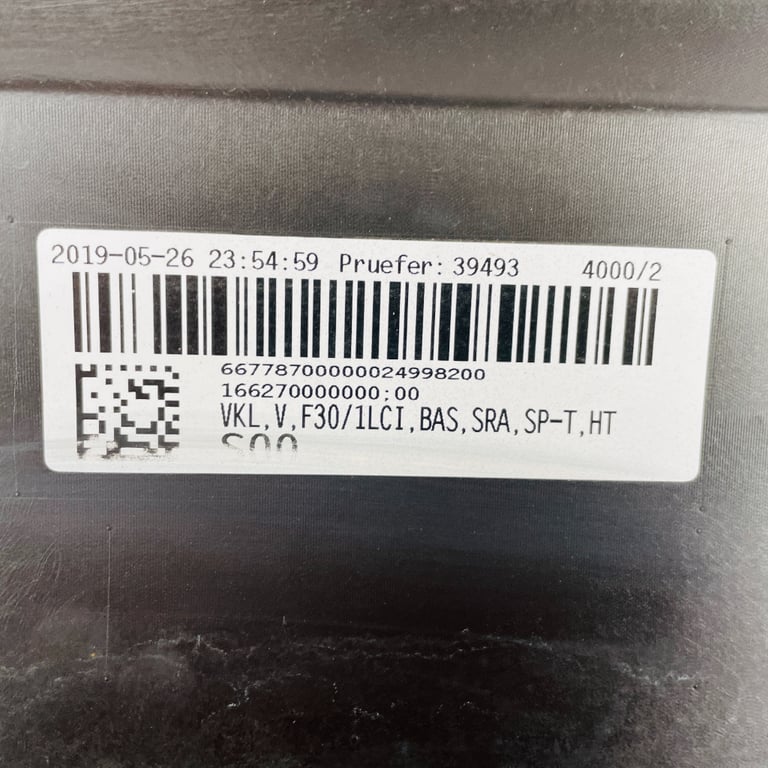 2019-05-26 23:54:59 Pruefer: 39493 4000/2
66778700000024998200
166270000000;00
VKL,V,F30/1LCI,BAS,SRA,SP-T,HT